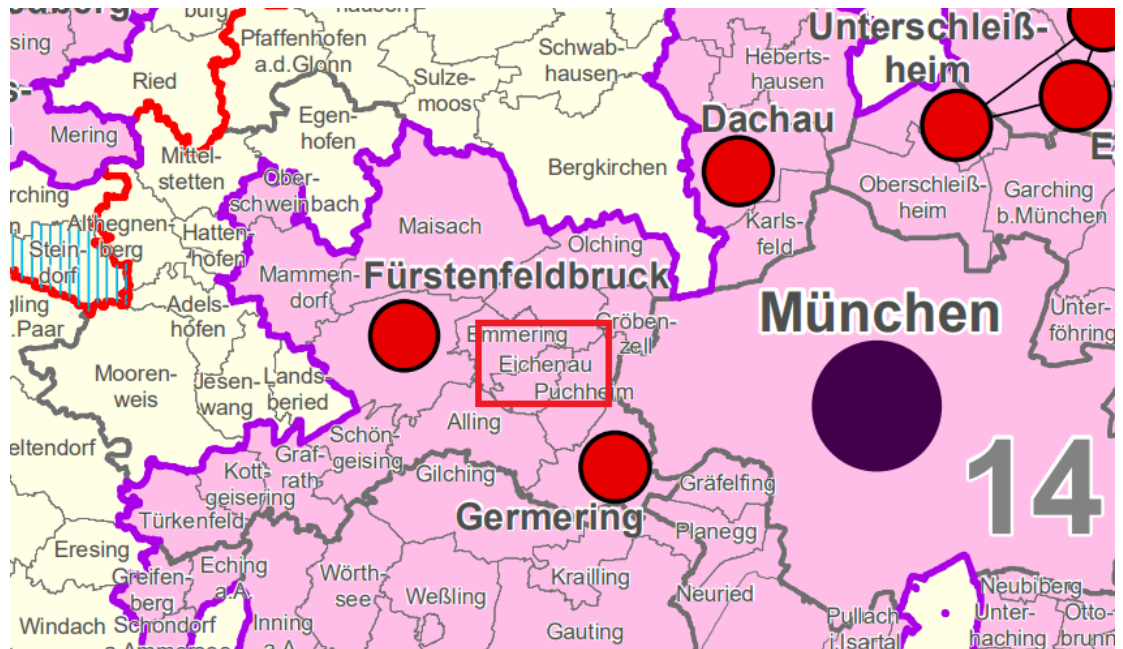 burg
hausen
sing
Pfaffenhofen
a.d.Glonn
Schwab-
hausen
Unterschleiß-
heim
Heberts-
hausen
Ried
Sulze-
moos
Egen-
hofen
Dachau
Mering
Mittel-
stetten
Bergkirchen
Ober-
schweinbach
Oberschleiß-
heim
Garching
b.München
Althegnen-
berg
Stein-
dorf
Hatten-
hofen
Maisach
Karls-
feld
Olching
Mammen-
dorf
Fürstenfeldbruck
Adels-
hofen
München
Unter-
föhring
Emmering
Gröben-
zell
Eichenau
Puchheim
Mooren-
weis
Jesen-
wang
Lands-
beried
Alling
Schön-
geising
Graf-
rath
Kott-
geisering
Gilching
Gräfelfing
14
Germering
Türkenfeld
Planegg
Eresing
Greifen-
berg
Eching
a.A.
Wörth-
see
Weßling
Krailling
Neuried
Neubiberg
Windach
Schondorf
Inning
a.A.
Gauting
Pullach
i.Isartal
Unter-
haching
Otto-
brunn